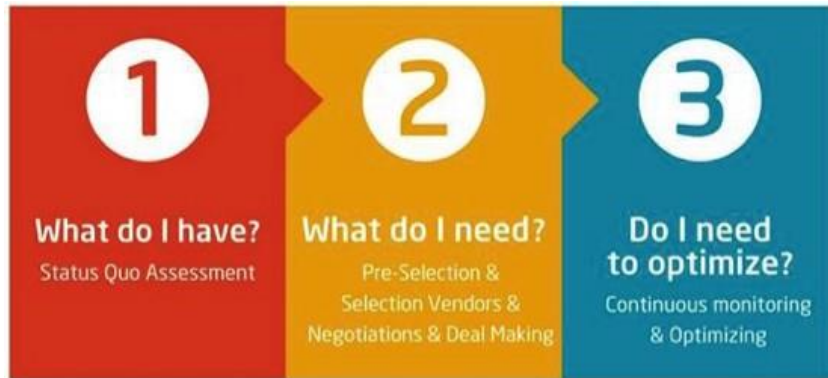 1
What do I have?
Status Quo Assessment
2
What do I need?
Pre-Selection &
Selection Vendors &
Negotiations & Deal Making
3
Do I need
to optimize?
Continuous monitoring
& Optimizing